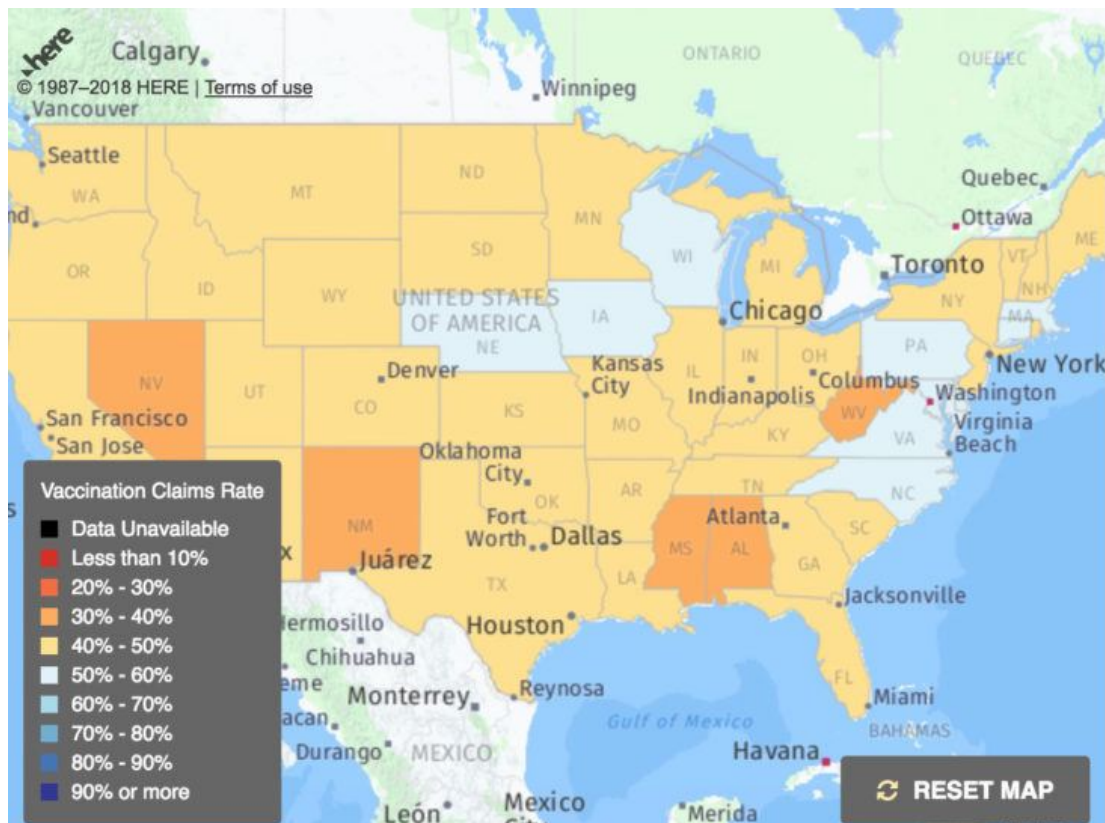 here
© 1987–2018 HERE | Terms of use
Calgary
Vancouver
Winnipeg
ONTARIO
QUEBEC
Seattle
WA
MT
ND
MN
Quebec
Ottawa
nd
OR
ID
SD
WI
MI
VT
ME
NH
Toronto
WY
UNITED STATES
OF AMERICA
NE
IA
Chicago
NY
MA
NV
UT
Denver
CO
KS
Kansas
City
IL
IN
Indianapolis
OH
Columbus
PA
New York
Washington
San Francisco
San Jose
MO
KY
WV
VA
Virginia
Beach
Oklahoma
City
OK
AR
TN
NC
NM
Fort
Worth
Dallas
Atlanta
SC
x
Juárez
TX
LA
MS
AL
GA
Jacksonville
Houston
Hermosillo
Chihuahua
eme
Monterrey
Reynosa
FL
Miami
acan
Durango
MEXICO
Gulf of Mexico
BAHAMAS
Havana
León
Mexico
Merida
s
Vaccination Claims Rate
Data Unavailable
Less than 10%
20% - 30%
30% - 40%
40% - 50%
50% - 60%
60% - 70%
70% - 80%
80% - 90%
90% or more
RESET MAP